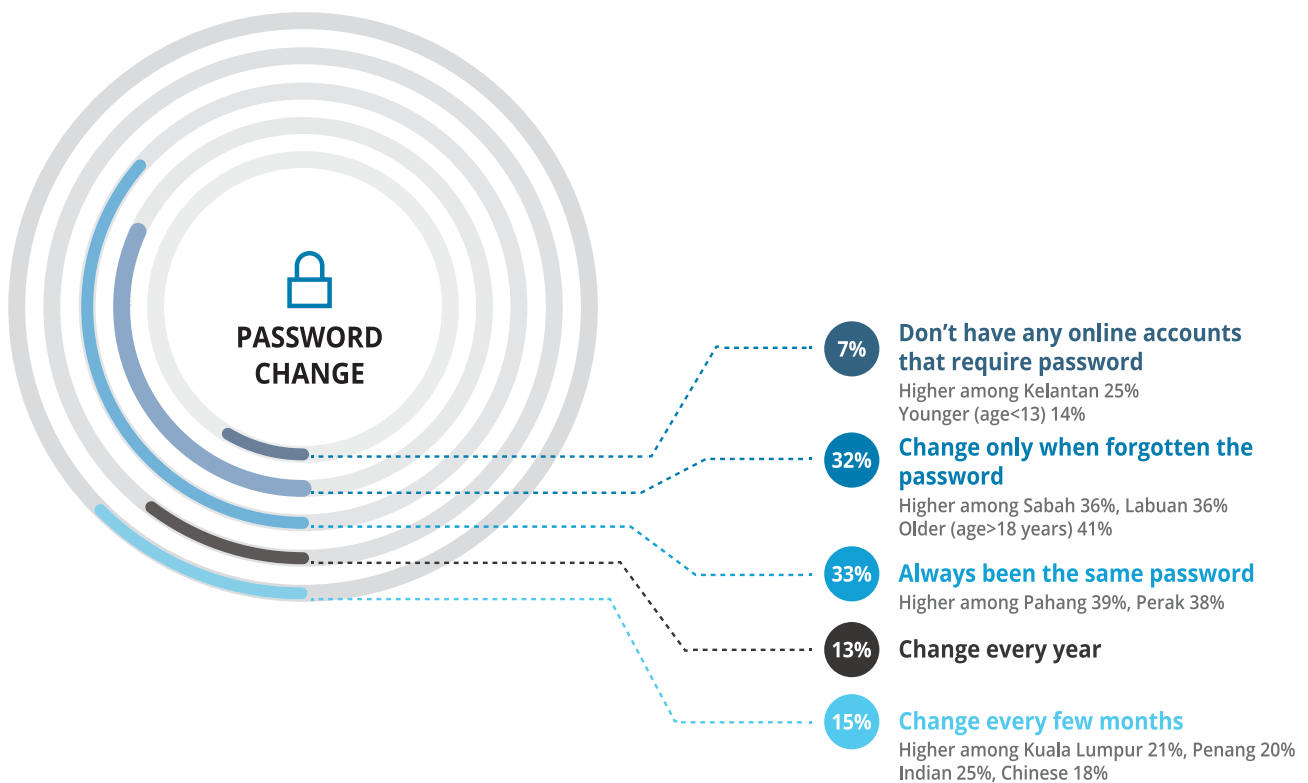 PASSWORD
CHANGE
7%
Don’t have any online accounts
that require password
Higher among Kelantan 25%
Younger (age<13) 14%
32%
Change only when forgotten the
password
Higher among Sabah 36%, Labuan 36%
Older (age>18 years) 41%
33%
Always been the same password
Higher among Pahang 39%, Perak 38%
13%
Change every year
15%
Change every few months
Higher among Kuala Lumpur 21%, Penang 20%
Indian 25%, Chinese 18%